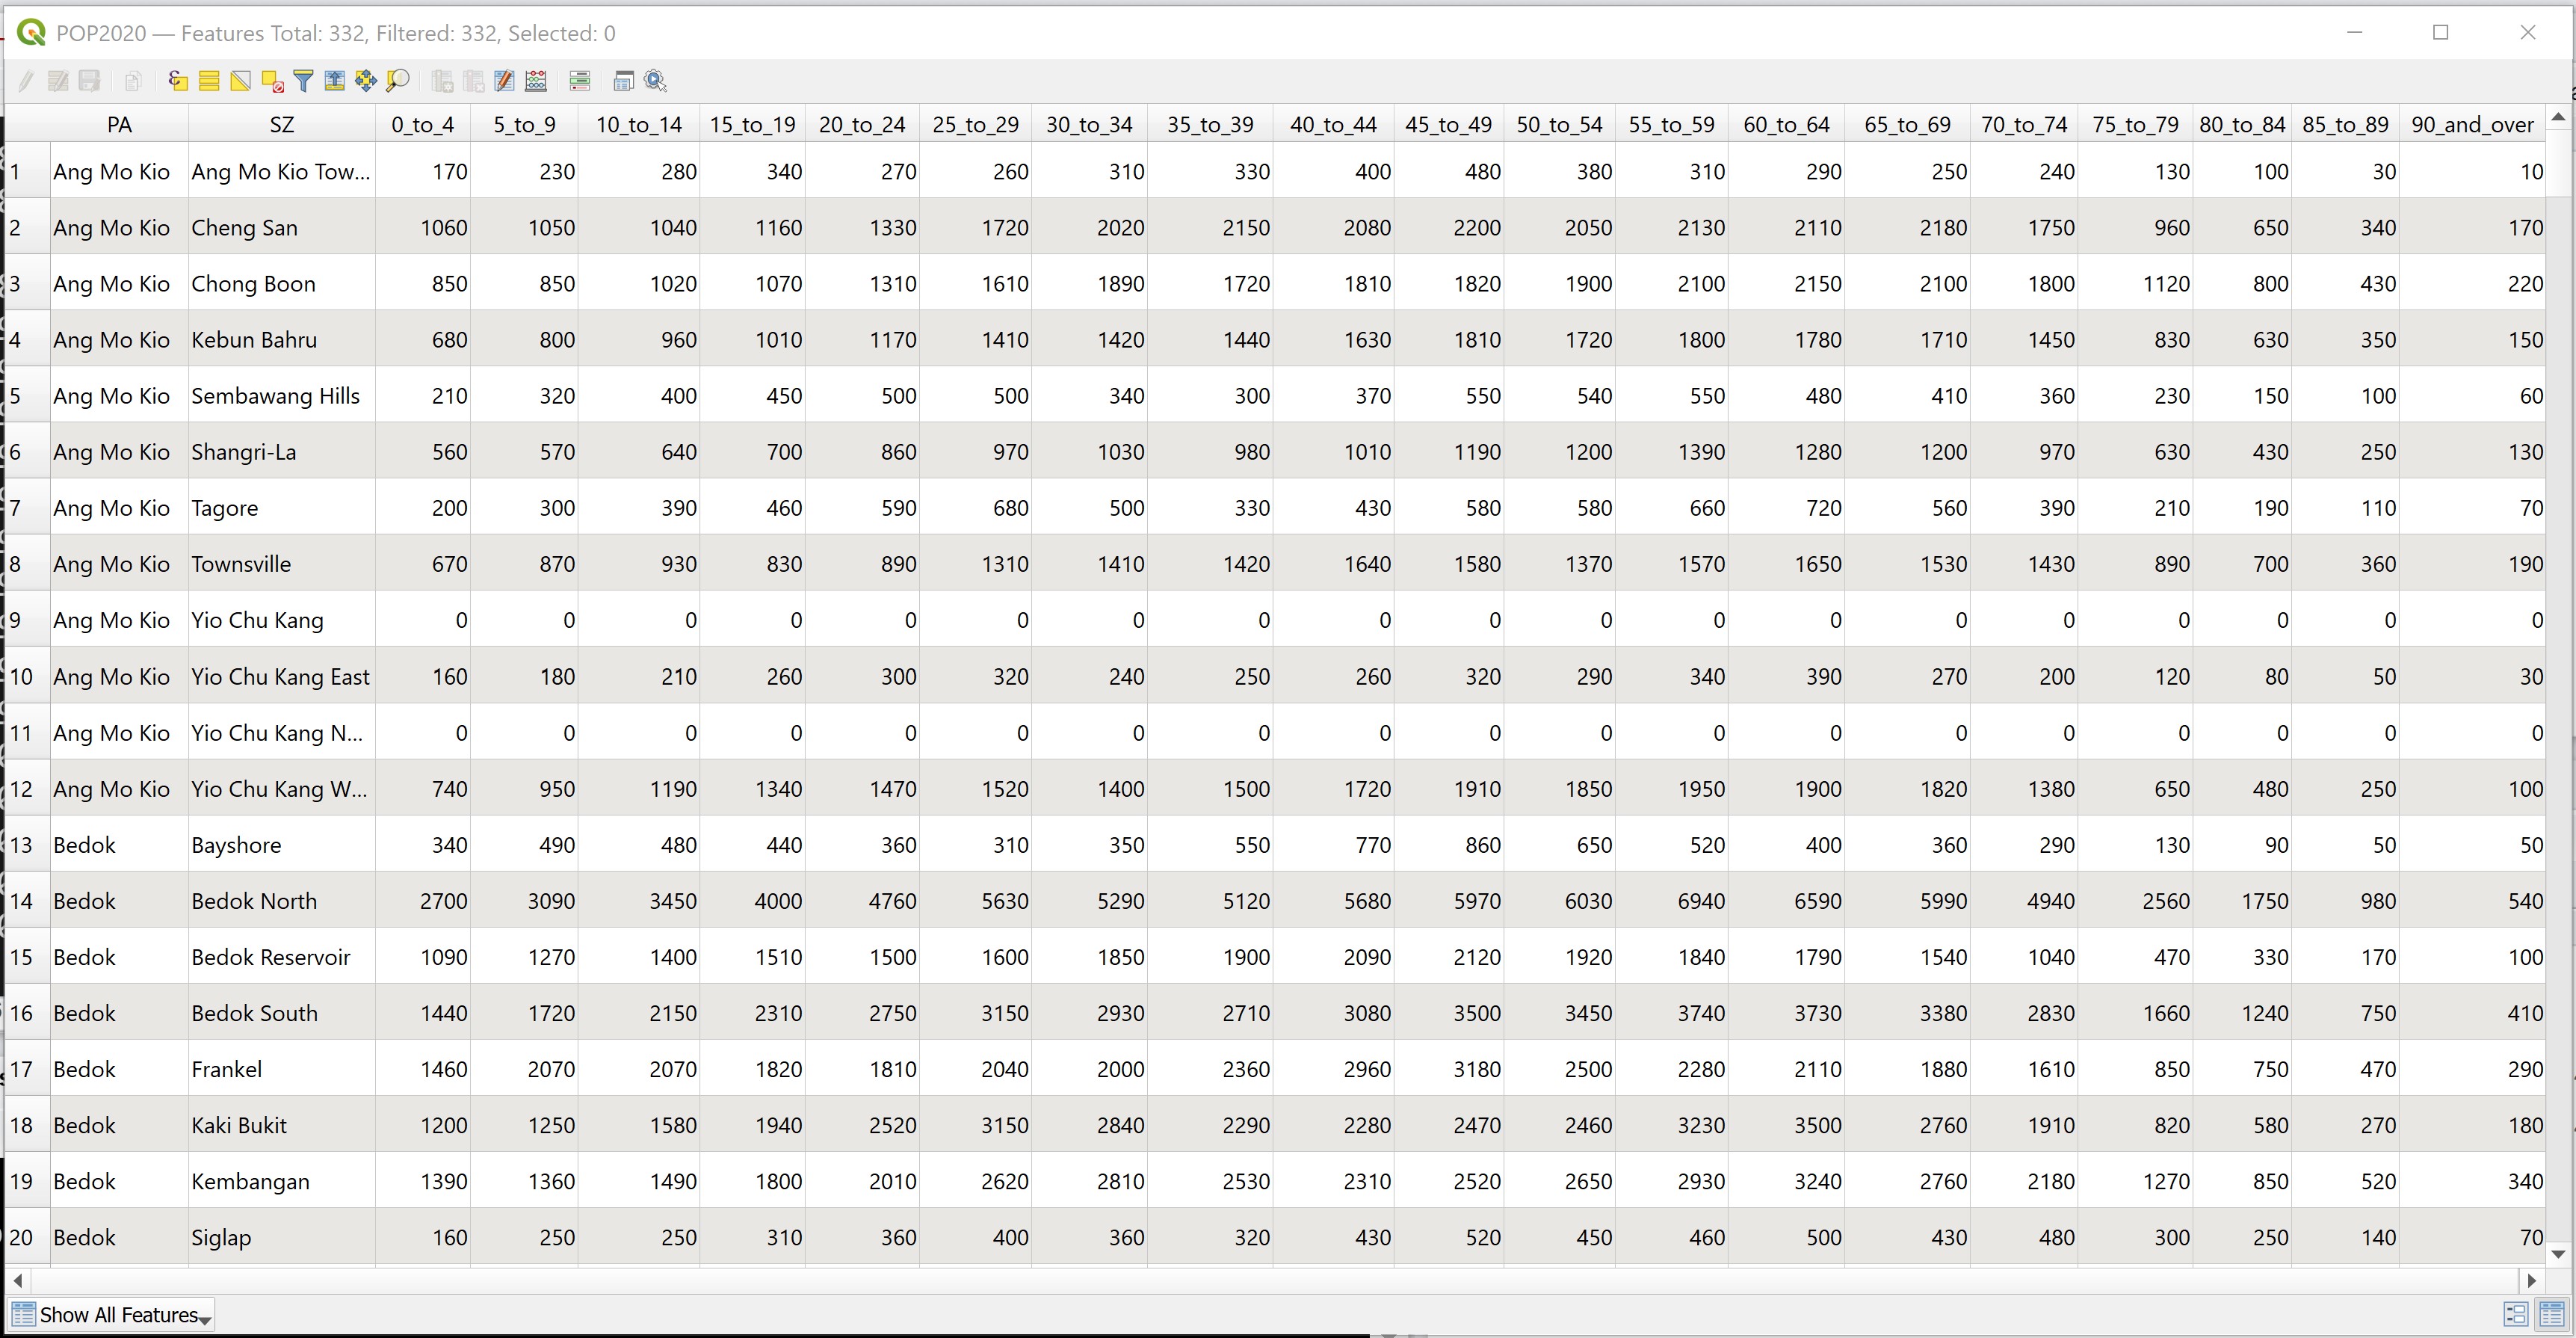 POP2020 — Features Total: 332, Filtered: 332, Selected: 0
PA SZ 0_to_4 5_to_9 10_to_14 15_to_19 20_to_24 25_to_29 30_to_34 35_to_39 40_to_44 45_to_49 50_to_54 55_to_59 60_to_64 65_to_69 70_to_74 75_to_79 80_to_84 85_to_89 90_and_over
1 Ang Mo Kio Ang Mo Kio Tow... 170 230 280 340 270 260 310 330 400 480 380 310 290 250 240 130 100 30 10
2 Ang Mo Kio Cheng San 1060 1050 1040 1160 1330 1720 2020 2150 2080 2200 2050 2130 2110 2180 1750 960 650 340 170
3 Ang Mo Kio Chong Boon 850 850 1020 1070 1310 1610 1890 1720 1810 1820 1900 2100 2150 2100 1800 1120 800 430 220
4 Ang Mo Kio Kebun Bahru 680 800 960 1010 1170 1410 1420 1440 1630 1810 1720 1800 1780 1710 1450 830 630 350 150
5 Ang Mo Kio Sembawang Hills 210 320 400 450 500 500 340 300 370 550 540 550 480 410 360 230 150 100 60
6 Ang Mo Kio Shangri-La 560 570 640 700 860 970 1030 980 1010 1190 1200 1390 1280 1200 970 630 430 250 130
7 Ang Mo Kio Tagore 200 300 390 460 590 680 500 330 430 580 580 660 720 560 390 210 190 110 70
8 Ang Mo Kio Townsville 670 870 930 830 890 1310 1410 1420 1640 1580 1370 1570 1650 1530 1430 890 700 360 190
9 Ang Mo Kio Yio Chu Kang 0 0 0 0 0 0 0 0 0 0 0 0 0 0 0 0 0 0 0
10 Ang Mo Kio Yio Chu Kang East 160 180 210 260 300 320 240 250 260 320 290 340 390 270 200 120 80 50 30
11 Ang Mo Kio Yio Chu Kang N... 0 0 0 0 0 0 0 0 0 0 0 0 0 0 0 0 0 0 0
12 Ang Mo Kio Yio Chu Kang W... 740 950 1190 1340 1470 1520 1400 1500 1720 1910 1850 1950 1900 1820 1380 650 480 250 100
13 Bedok Bayshore 340 490 480 440 360 310 350 550 770 860 650 520 400 360 290 130 90 50 50
14 Bedok Bedok North 2700 3090 3450 4000 4760 5630 5290 5120 5680 5970 6030 6940 6590 5990 4940 2560 1750 980 540
15 Bedok Bedok Reservoir 1090 1270 1400 1510 1500 1600 1850 1900 2090 2120 1920 1840 1790 1540 1040 470 330 170 100
16 Bedok Bedok South 1440 1720 2150 2310 2750 3150 2930 2710 3080 3500 3450 3740 3730 3380 2830 1660 1240 750 410
17 Bedok Frankel 1460 2070 2070 1820 1810 2040 2000 2360 2960 3180 2500 2280 2110 1880 1610 850 750 470 290
18 Bedok Kaki Bukit 1200 1250 1580 1940 2520 3150 2840 2290 2280 2470 2460 3230 3500 2760 1910 820 580 270 180
19 Bedok Kembangan 1390 1360 1490 1800 2010 2620 2810 2530 2310 2520 2650 2930 3240 2760 2180 1270 850 520 340
20 Bedok Siglap 160 250 250 310 360 400 360 320 430 520 450 460 500 430 480 300 250 140 70
Show All Features